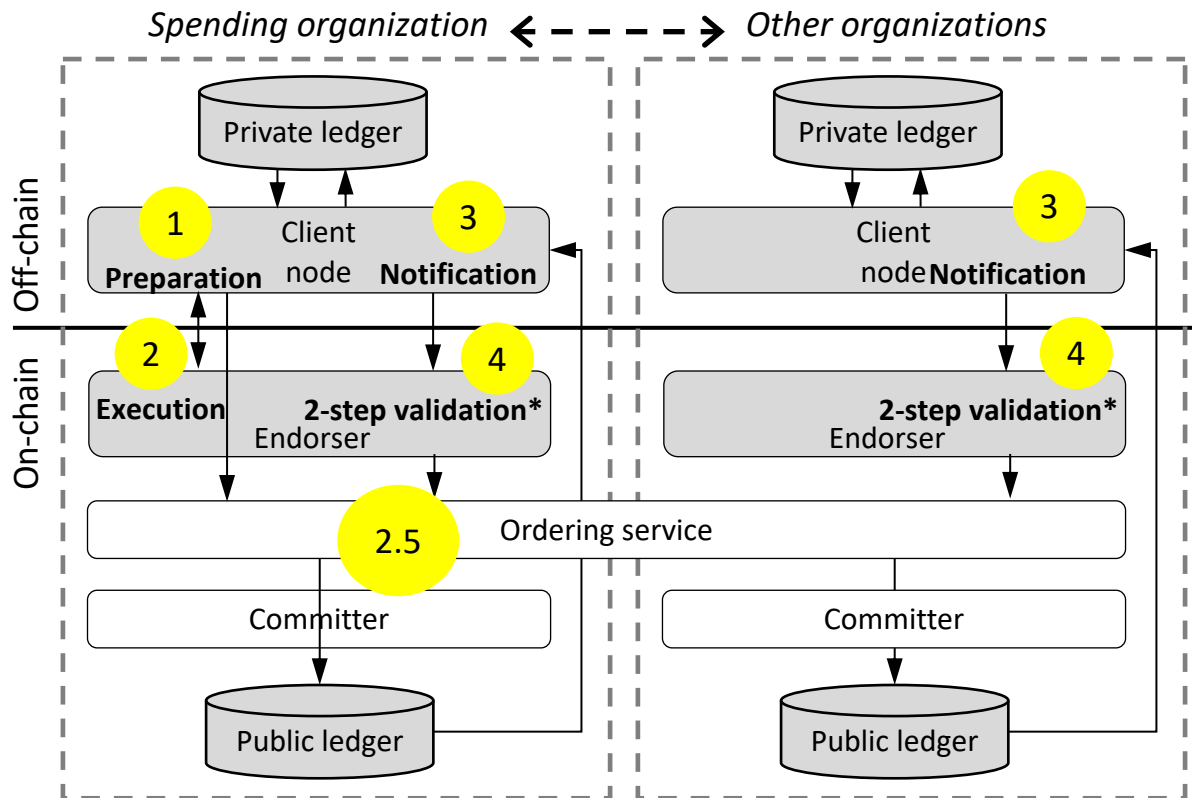 Spending organization
Other organizations
Off-chain
On-chain
Private ledger
1
Client
node
3
Preparation
Notification
2
4
Execution
2-step validation*
Endorser
2.5
Ordering service
Committer
Public ledger
Private ledger
Client
node
3
Notification
4
2-step validation*
Endorser
Committer
Public ledger